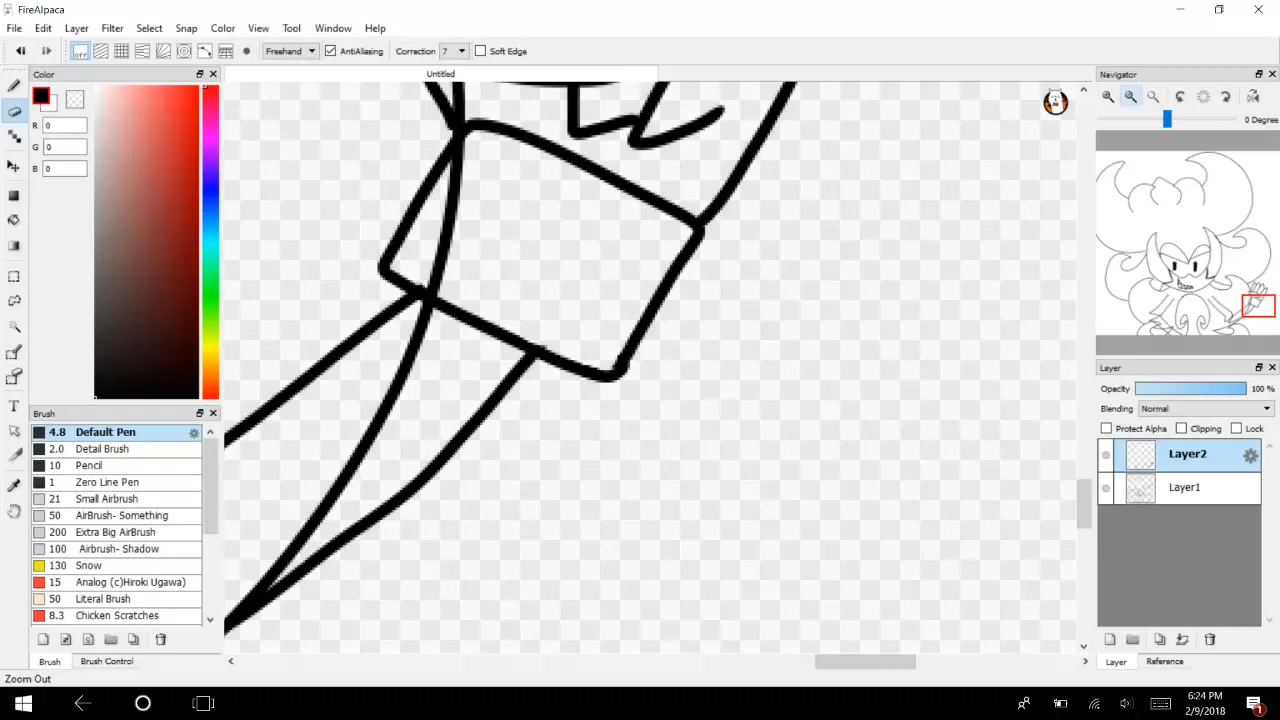 FireAlpaca
File Edit Layer Filter Select Snap Color View Tool Window Help
off Freehand AntiAliasing Correction 7 Soft Edge
Color
Untitled
Navigator
R 0
G 0
B 0
0 Degree
Layer
Opacity 100 %
Blending Normal
Protect Alpha Clipping Lock
Layer2
Layer1
Brush
4.8 Default Pen
2.0 Detail Brush
10 Pencil
1 Zero Line Pen
21 Small Airbrush
50 AirBrush- Something
200 Extra Big AirBrush
100 Airbrush- Shadow
130 Snow
15 Analog (c)Hiroki Ugawa)
50 Literal Brush
8.3 Chicken Scratches
Brush Brush Control
Layer Reference
Zoom Out
6:24 PM
2/9/2018
1